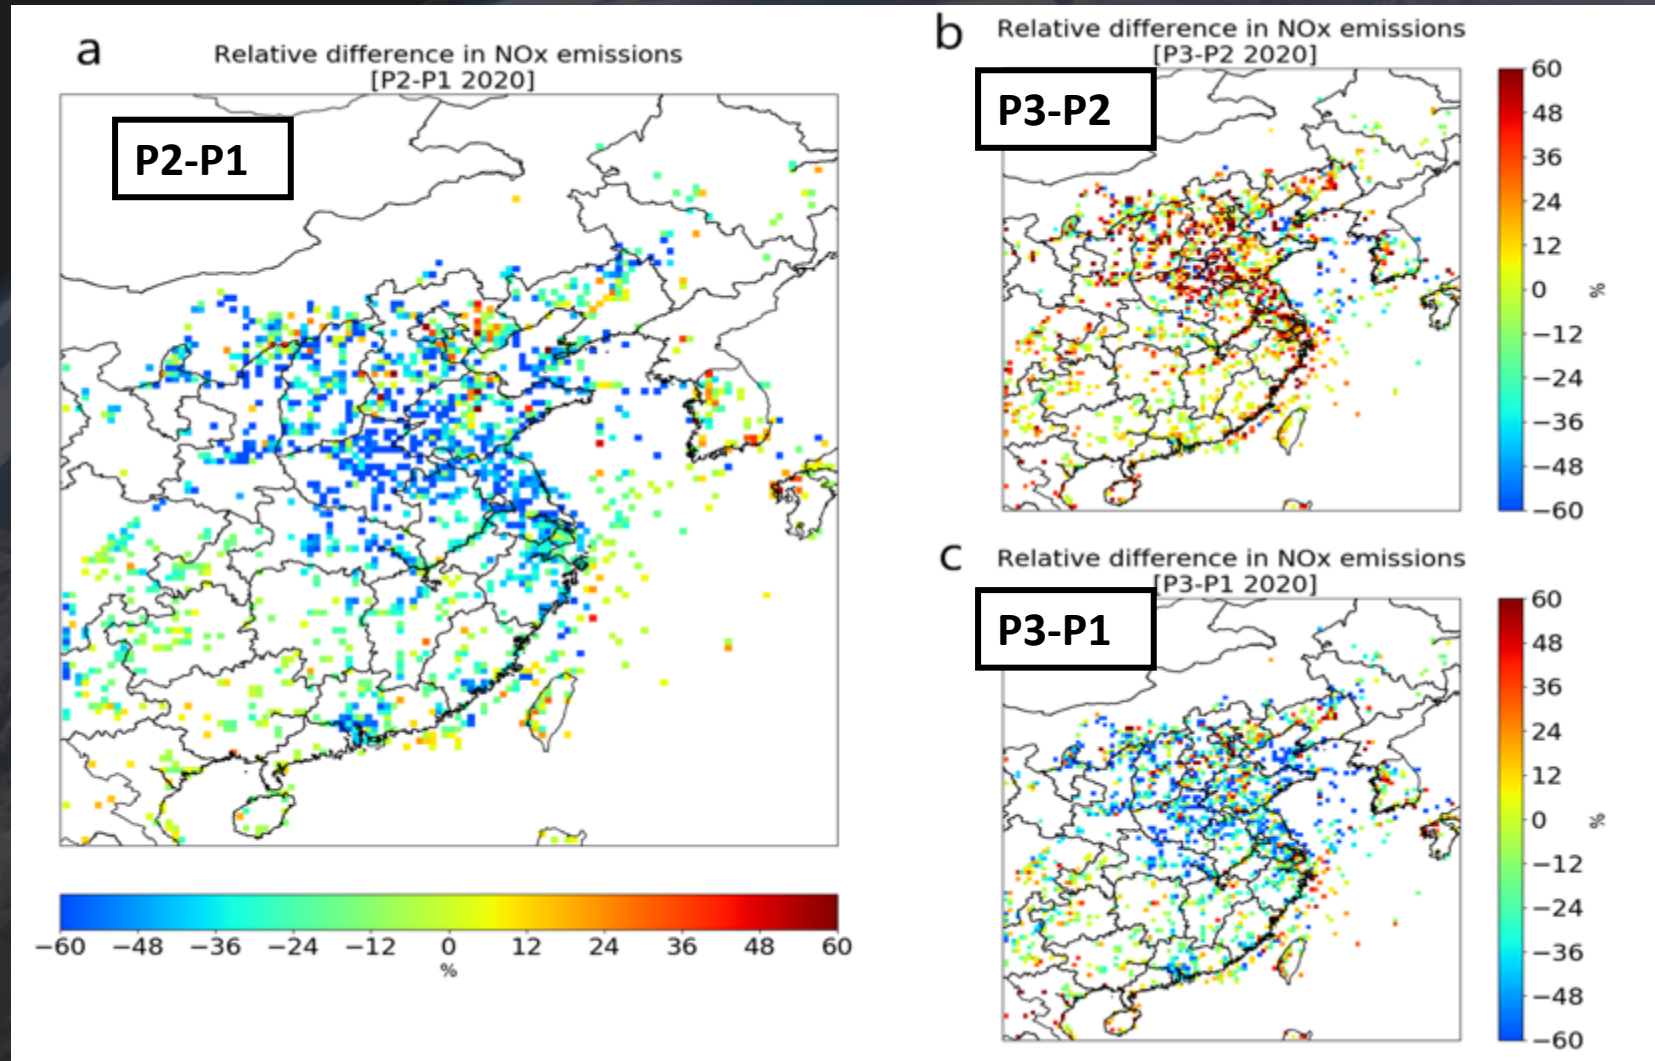 a
Relative difference in NOx emissions
[P2-P1 2020]
P2-P1
−60 −48 −36 −24 −12 0 12 24 36 48 60
%
b
Relative difference in NOx emissions
[P3-P2 2020]
P3-P2
60
48
36
24
12
0
−12
−24
−36
−48
−60
%
c
Relative difference in NOx emissions
[P3-P1 2020]
P3-P1
60
48
36
24
12
0
−12
−24
−36
−48
−60
%